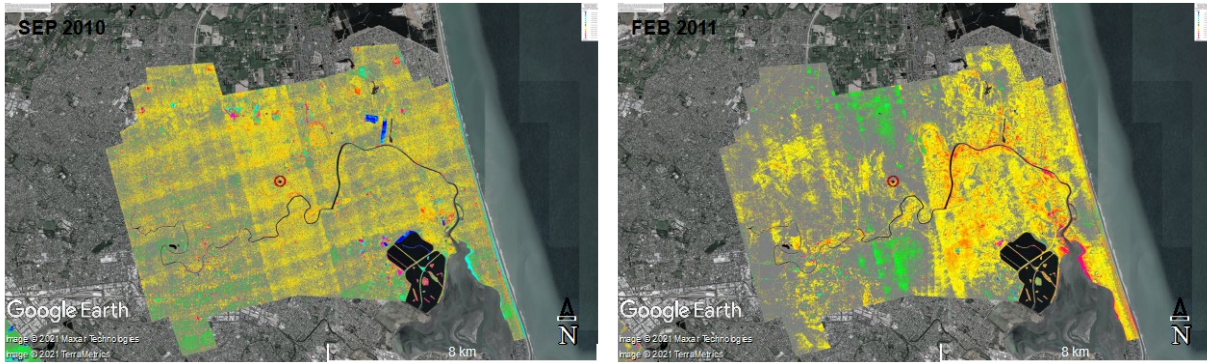 SEP 2010
FEB 2011
Google Earth
Image © 2021 Maxar Technologies
Image © 2021 TerraMetrics
8 km
N
Google Earth
Image © 2021 Maxar Technologies
Image © 2021 TerraMetrics
8 km
N